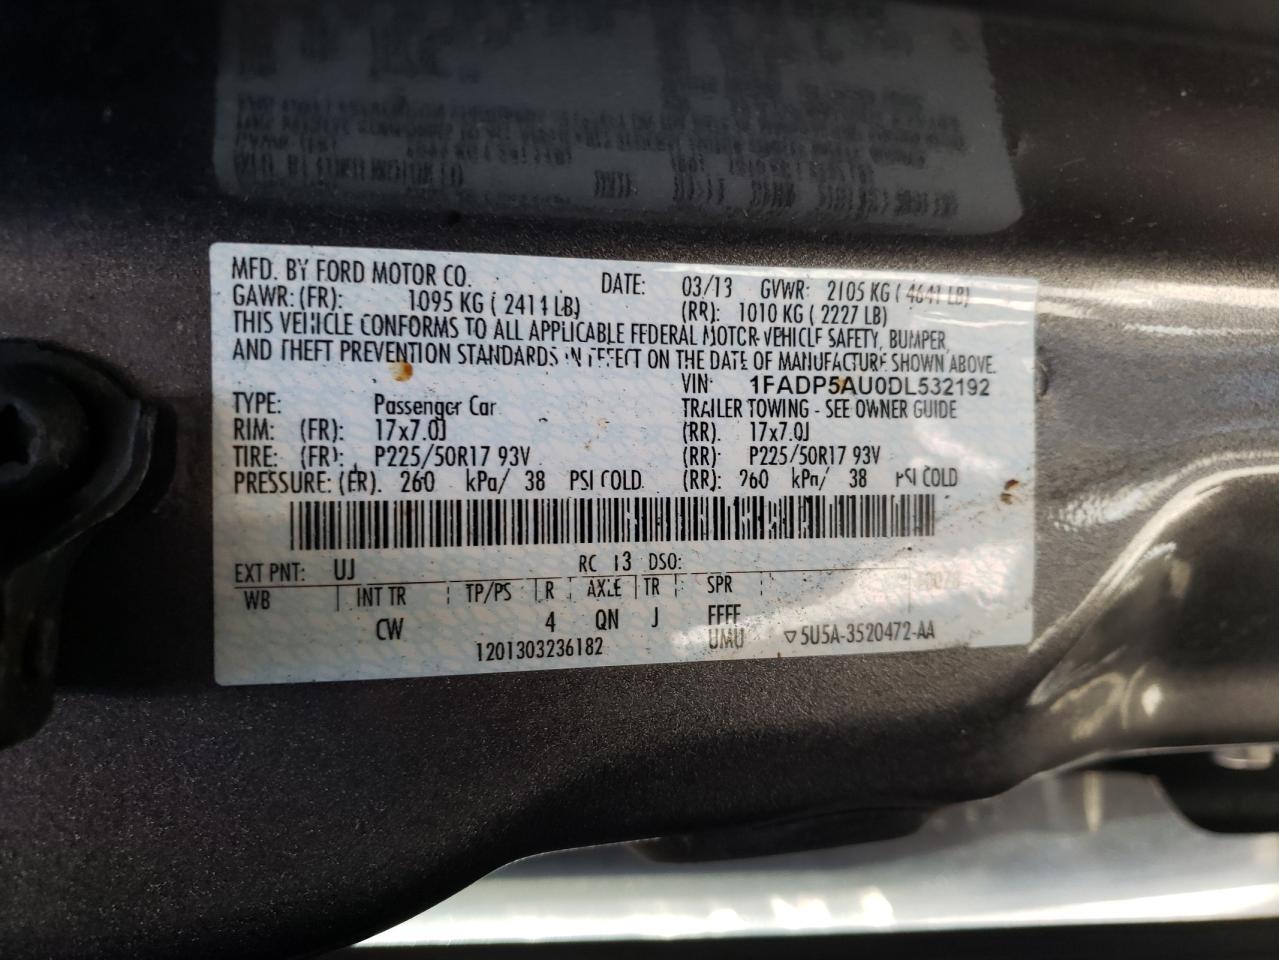 MFD. BY FORD MOTOR CO. DATE: 03/13 GVWR: 2105 KG ( 4641 LB)
GAWR: (FR): 1095 KG ( 2414 LB) (RR): 1010 KG ( 2227 LB)
THIS VEHICLE CONFORMS TO ALL APPLICABLE FEDERAL MOTOR VEHICLE SAFETY, BUMPER,
AND THEFT PREVENTION STANDARDS IN EFFECT ON THE DATE OF MANUFACTURE SHOWN ABOVE.
VIN: 1FADP5AU0DL532192
TYPE: Passenger Car TRAILER TOWING - SEE OWNER GUIDE
RIM: (FR): 17x7.0J (RR): 17x7.0J
TIRE: (FR): P225/50R17 93V (RR): P225/50R17 93V
PRESSURE: (FR): 260 kPa/ 38 PSI COLD (RR): 260 kPa/ 38 PSI COLD
EXT PNT: UJ RC: 13 DSO:
WB INT TR TP/PS R AXLE TR SPR
CW 4 QN J FFFF
1201303236182 UMU ▽5U5A-3520472-AA